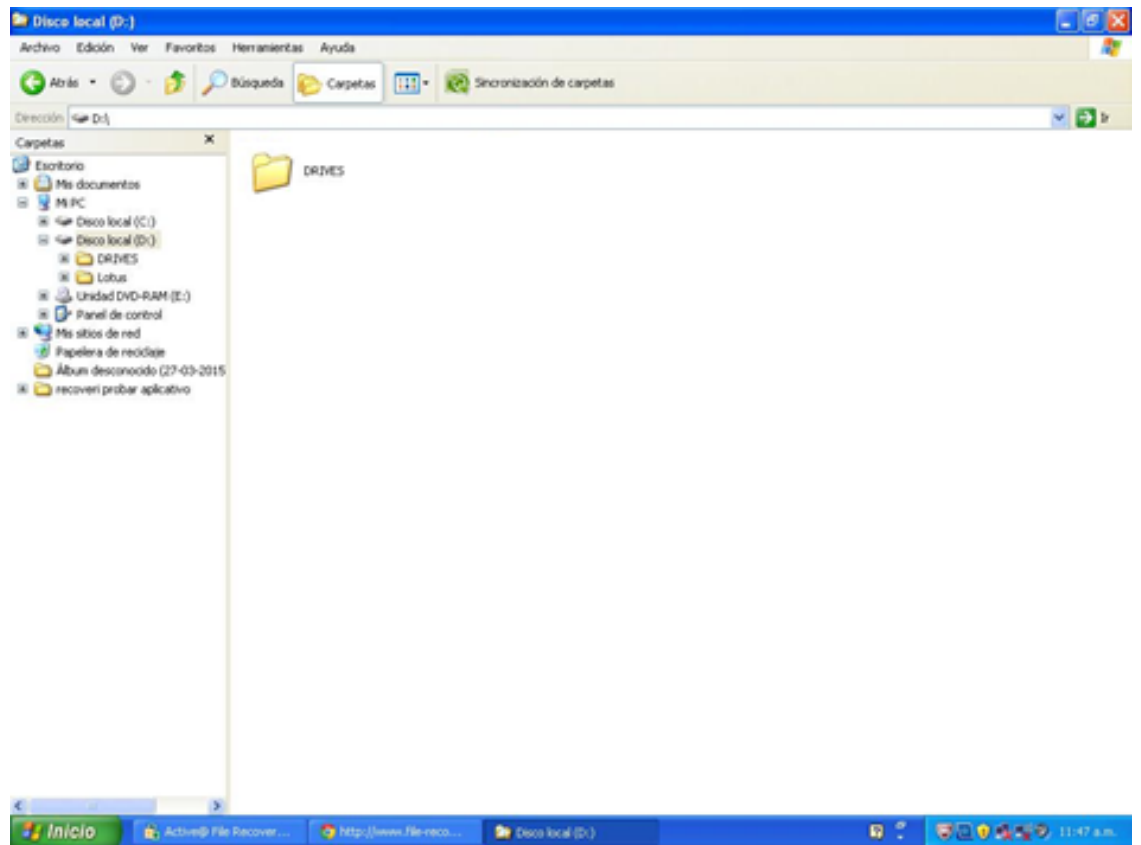 Disco local (D:)
Archivo Edición Ver Favoritos Herramientas Ayuda
Atrás Búsqueda Carpetas Sincronización de carpetas
Dirección D:\ Ir
Carpetas
Escritorio
Mis documentos
Mi PC
Disco local (C:)
Disco local (D:)
DRIVES
Lotus
Unidad DVD-RAM (E:)
Panel de control
Mis sitios de red
Papelera de reciclaje
Álbum desconocido (27-03-2015
recoveri probar aplicativo
DRIVES
Inicio Active@ File Recover... http://www.file-reco... Disco local (D:) 11:47 a.m.